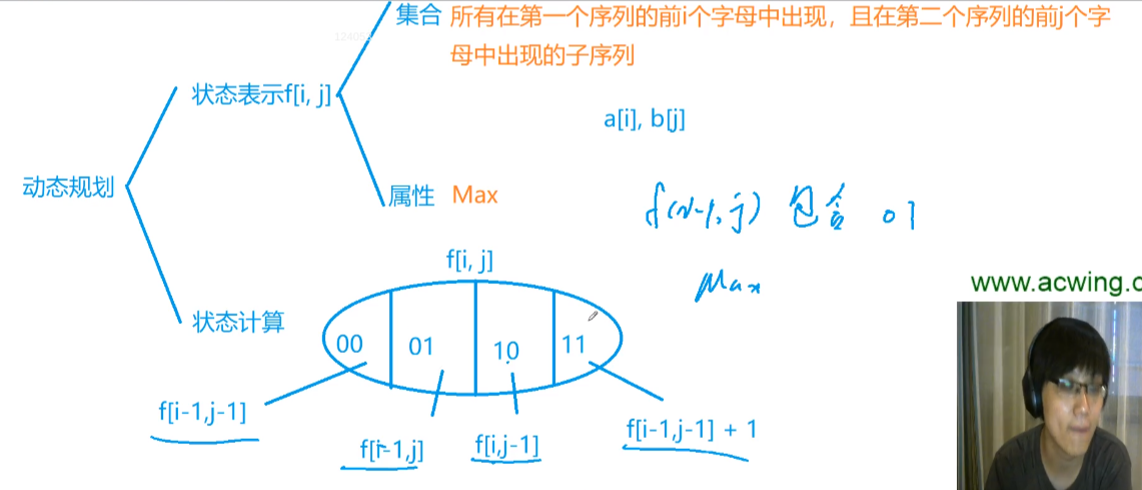 集合 所有在第一个序列的前i个字母中出现，且在第二个序列的前j个字
母中出现的子序列
状态表示f[i, j]
a[i], b[j]
动态规划
属性 Max
f(i-1, j) 包含 01
Max
f[i, j]
www.acwing.c
状态计算
00 01 10 11
f[i-1,j-1]
f[i-1,j]
f[i,j-1]
f[i-1,j-1] + 1